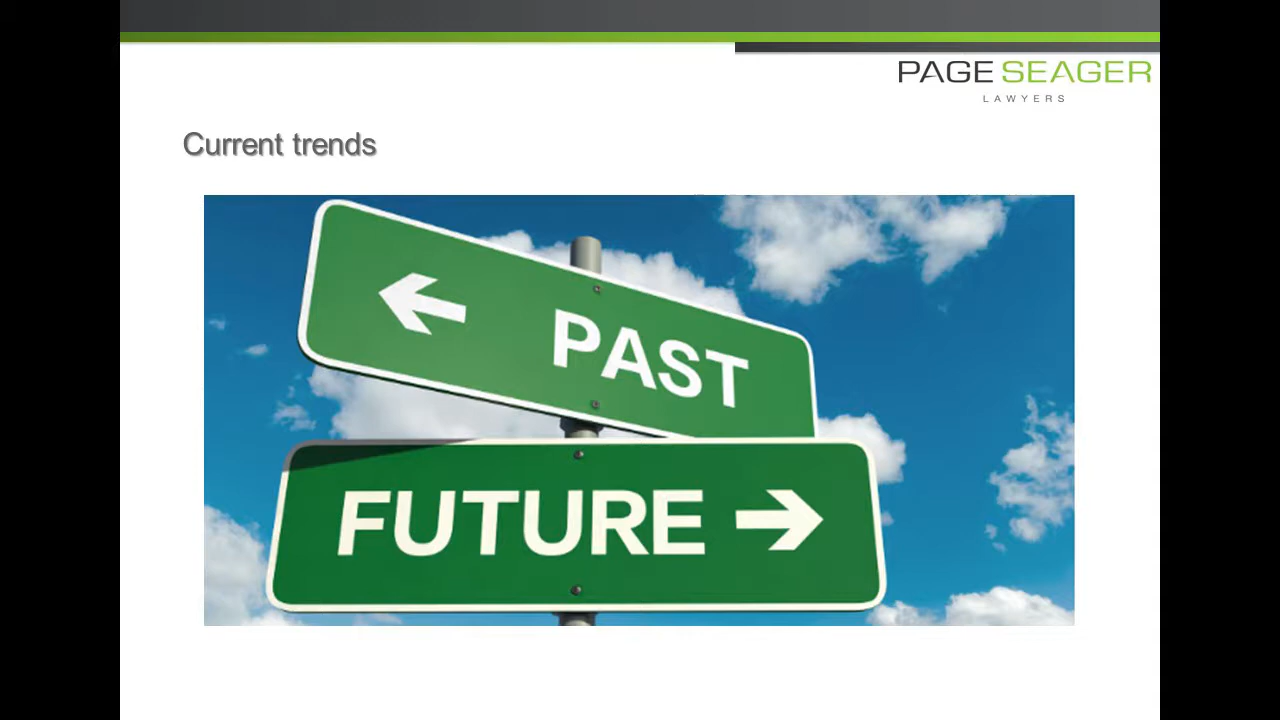 PAGE SEAGER
LAWYERS
Current trends
PAST
FUTURE